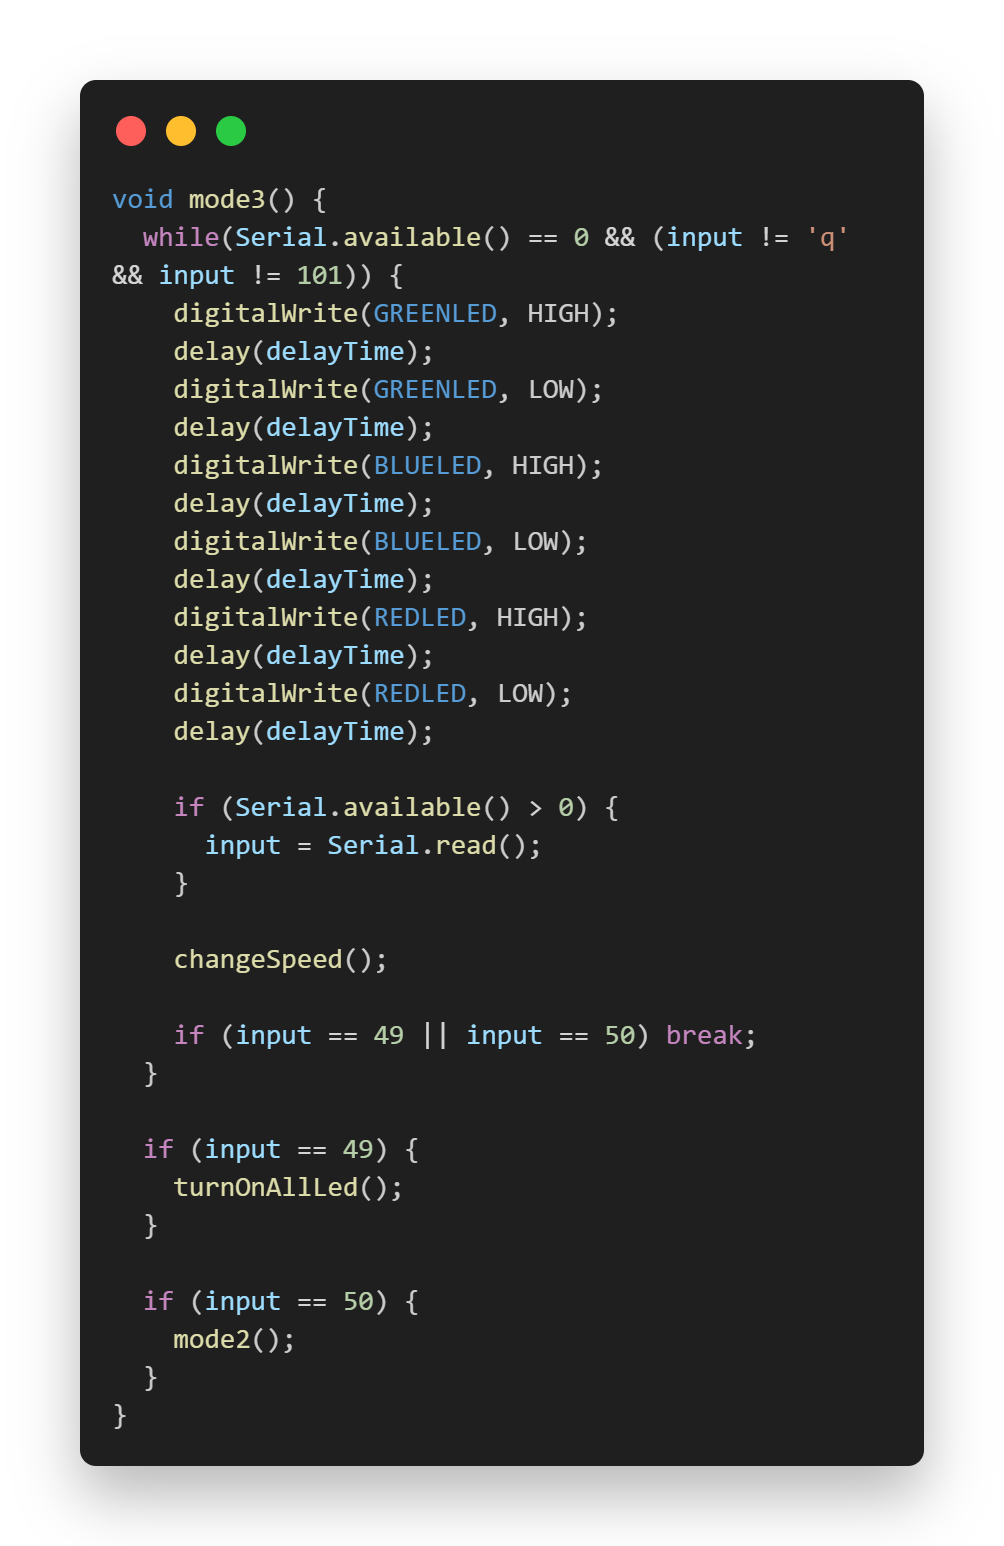 void mode3() {
  while(Serial.available() == 0 && (input != 'q'
&& input != 101)) {
    digitalWrite(GREENLED, HIGH);
    delay(delayTime);
    digitalWrite(GREENLED, LOW);
    delay(delayTime);
    digitalWrite(BLUELED, HIGH);
    delay(delayTime);
    digitalWrite(BLUELED, LOW);
    delay(delayTime);
    digitalWrite(REDLED, HIGH);
    delay(delayTime);
    digitalWrite(REDLED, LOW);
    delay(delayTime);

    if (Serial.available() > 0) {
      input = Serial.read();
    }

    changeSpeed();

    if (input == 49 || input == 50) break;
  }

  if (input == 49) {
    turnOnAllLed();
  }

  if (input == 50) {
    mode2();
  }
}